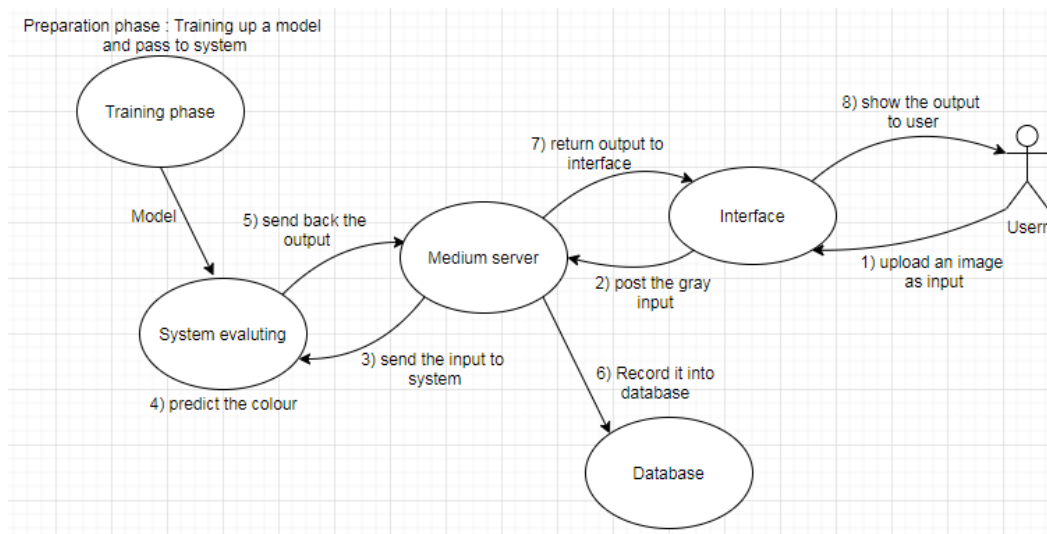 Preparation phase : Training up a model
and pass to system
Training phase
8) show the output
to user
7) return output to
interface
Interface
Model
5) send back the
output
Userr
Medium server
1) upload an image
as input
2) post the gray
input
System evaluting
3) send the input to
system
6) Record it into
database
4) predict the colour
Database